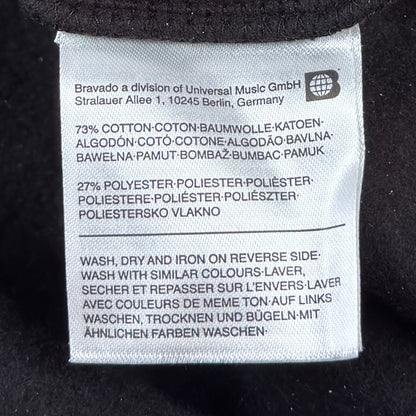 Bravado a division of Universal Music GmbH
Stralauer Allee 1, 10245 Berlin, Germany
B
73% COTTON·COTON·BAUMWOLLE·KATOEN·
ALGODÓN·COTÓ·COTONE·ALGODÃO·BAVLNA·
BAWEŁNA·PAMUT·BOMBAŽ·BUMBAC·PAMUK
27% POLYESTER·POLIESTER·POLIÈSTER·
POLIESTERE·POLIÉSTER·POLIÉSZTER·
POLIESTERSKO VLAKNO
WASH, DRY AND IRON ON REVERSE SIDE·
WASH WITH SIMILAR COLOURS·LAVER,
SECHER ET REPASSER SUR L'ENVERS·LAVER
AVEC COULEURS DE MEME TON·AUF LINKS
WASCHEN, TROCKNEN UND BÜGELN·MIT
ÄHNLICHEN FARBEN WASCHEN·